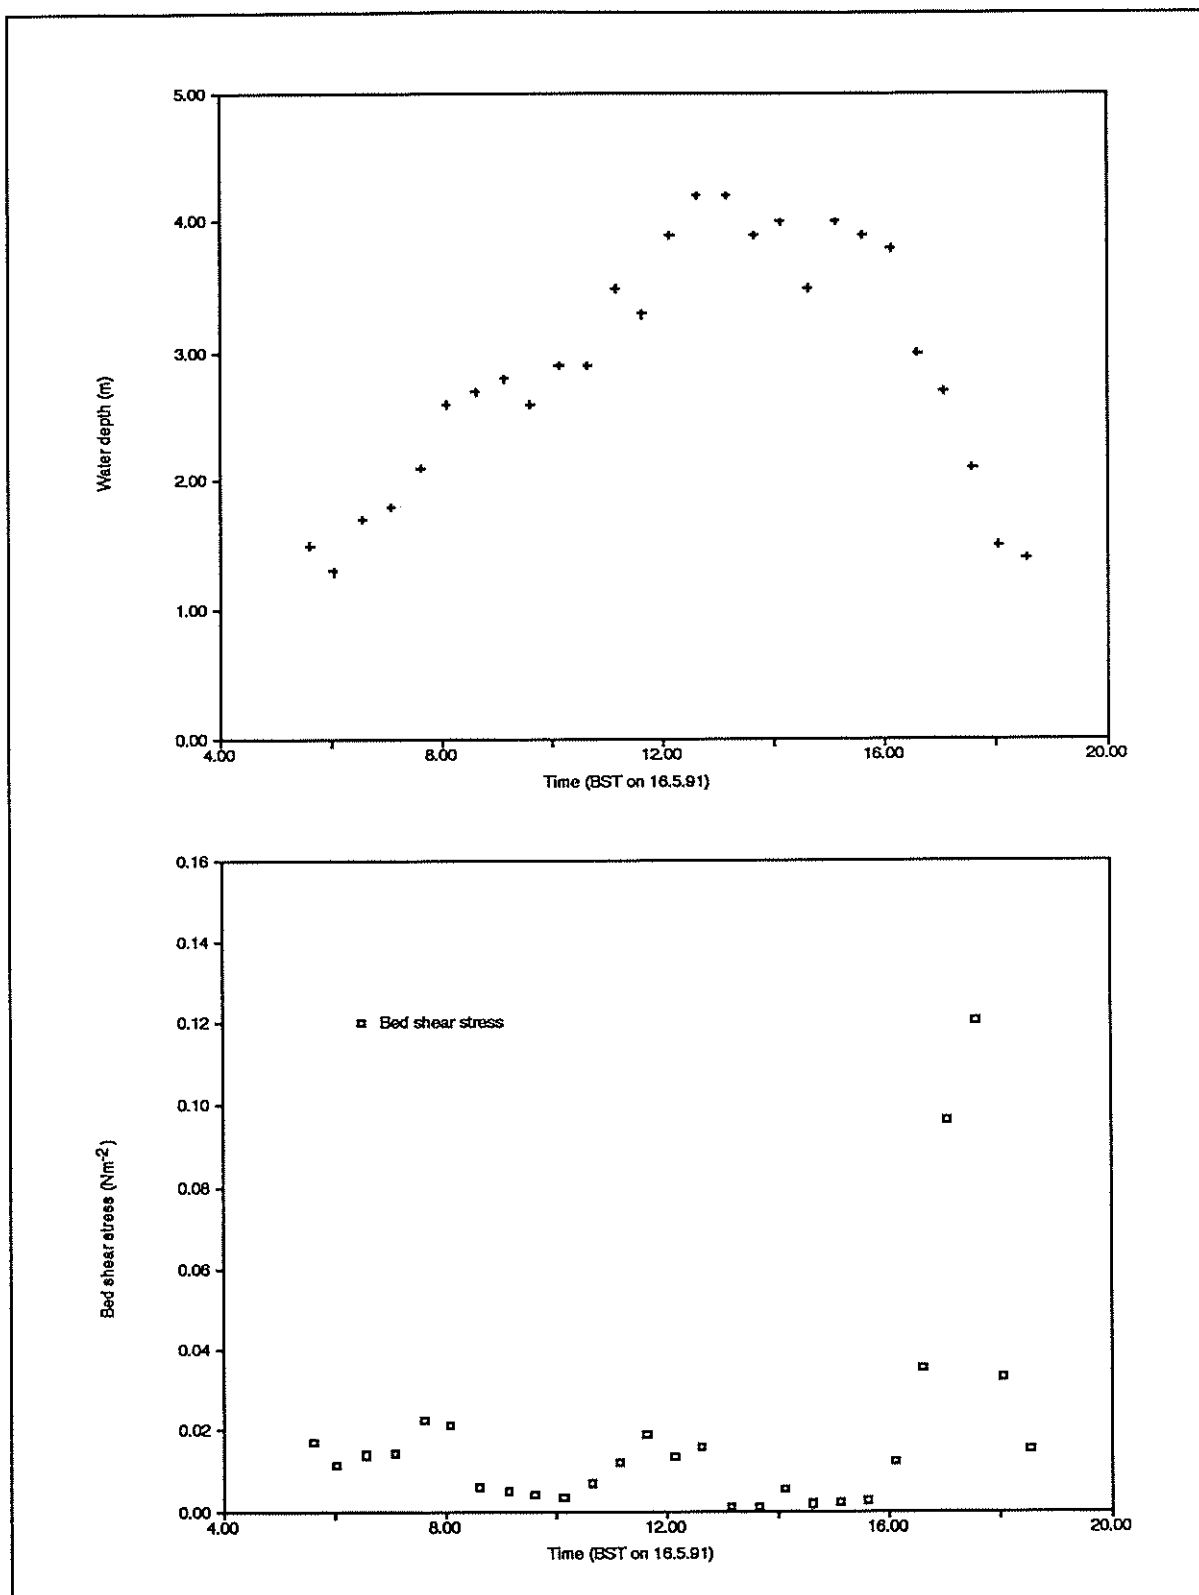 5.00
4.00
3.00
2.00
1.00
0.00
Water depth (m)
4.00 8.00 12.00 16.00 20.00
Time (BST on 16.5.91)
0.16
0.14
0.12
0.10
0.08
0.06
0.04
0.02
0.00
Bed shear stress
Bed shear stress (Nm-2)
4.00 8.00 12.00 16.00 20.00
Time (BST on 16.5.91)